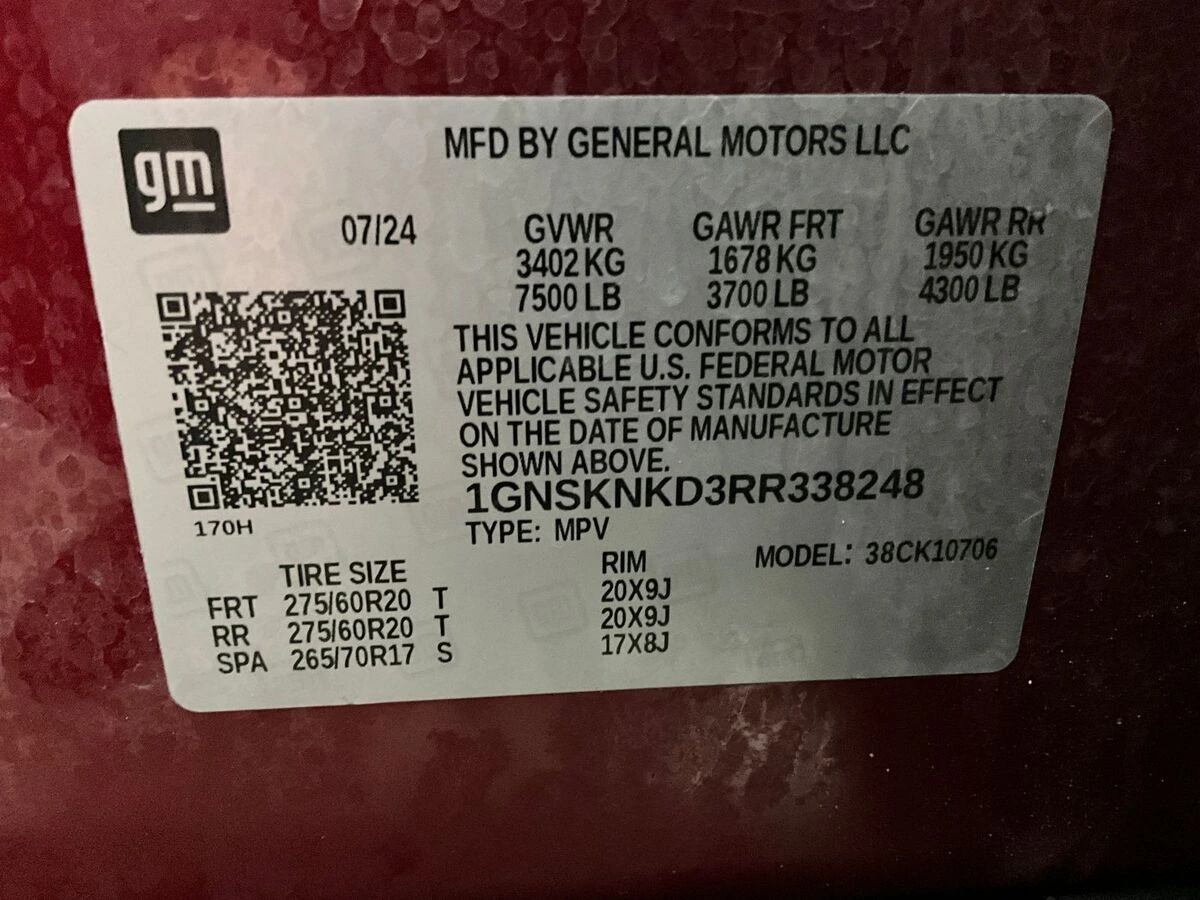 gm
MFD BY GENERAL MOTORS LLC
07/24 GVWR GAWR FRT GAWR RR
3402 KG 1678 KG 1950 KG
7500 LB 3700 LB 4300 LB
THIS VEHICLE CONFORMS TO ALL
APPLICABLE U.S. FEDERAL MOTOR
VEHICLE SAFETY STANDARDS IN EFFECT
ON THE DATE OF MANUFACTURE
SHOWN ABOVE.
1GNSKNKD3RR338248
170H
TYPE: MPV
MODEL: 38CK10706
TIRE SIZE RIM
FRT 275/60R20 T 20X9J
RR 275/60R20 T 20X9J
SPA 265/70R17 S 17X8J